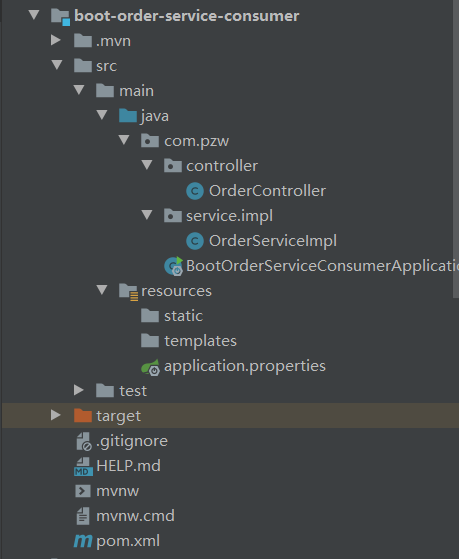 boot-order-service-consumer
.mvn
src
main
java
com.pzw
controller
OrderController
service.impl
OrderServiceImpl
BootOrderServiceConsumerApplicati
resources
static
templates
application.properties
test
target
.gitignore
HELP.md
mvnw
mvnw.cmd
pom.xml